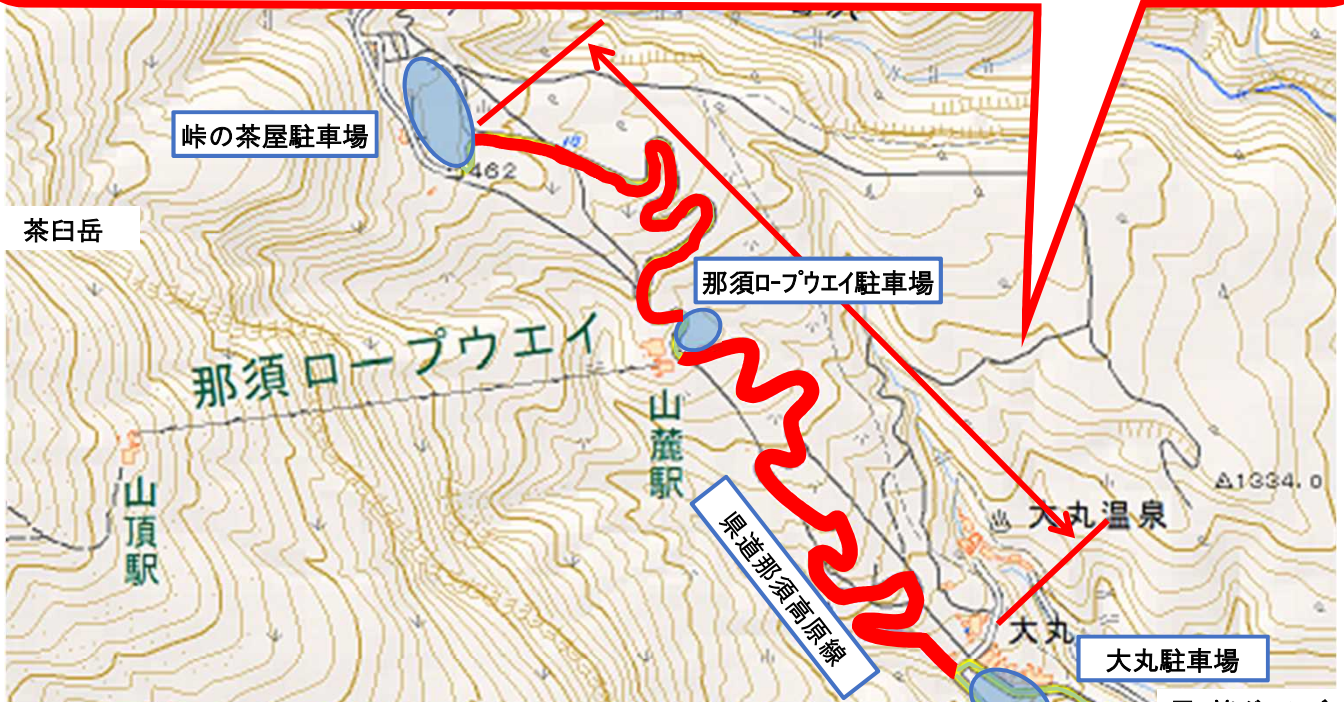 峠の茶屋駐車場
462
茶臼岳
那須ロープウエイ駐車場
那須ロープウエイ
山麓駅
山頂駅
△1334.0
大丸温泉
県道那須高原線
大丸
大丸駐車場